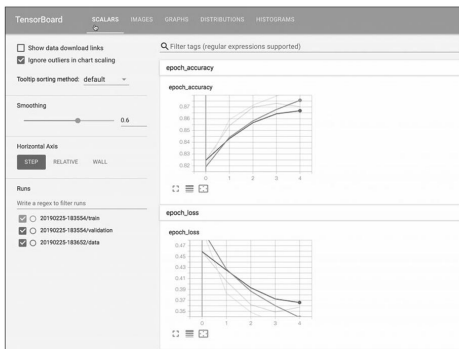 TensorBoard SCALARS IMAGES GRAPHS DISTRIBUTIONS HISTOGRAMS
Show data download links
Ignore outliers in chart scaling
Tooltip sorting method: default
Smoothing
0.6
Horizontal Axis
STEP RELATIVE WALL
Runs
Write a regex to filter runs
20190225-183554/train
20190225-183554/validation
20190225-183652/data
Filter tags (regular expressions supported)
epoch_accuracy
epoch_accuracy
0.87
0.86
0.85
0.84
0.83
0.82
0 1 2 3 4
epoch_loss
epoch_loss
0.47
0.45
0.43
0.41
0.39
0.37
0.35
0 1 2 3 4